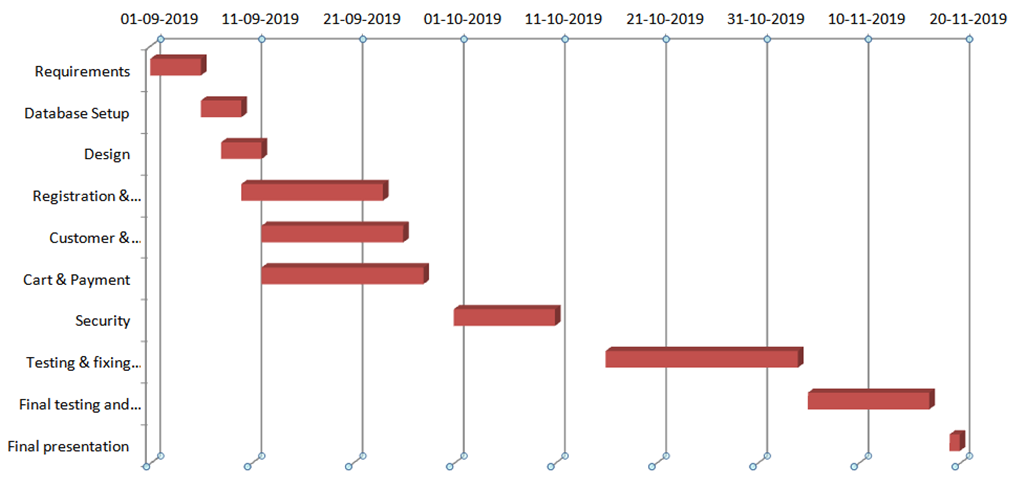 01-09-2019 11-09-2019 21-09-2019 01-10-2019 11-10-2019 21-10-2019 31-10-2019 10-11-2019 20-11-2019
Requirements
Database Setup
Design
Registration &...
Customer & ...
Cart & Payment
Security
Testing & fixing...
Final testing and...
Final presentation